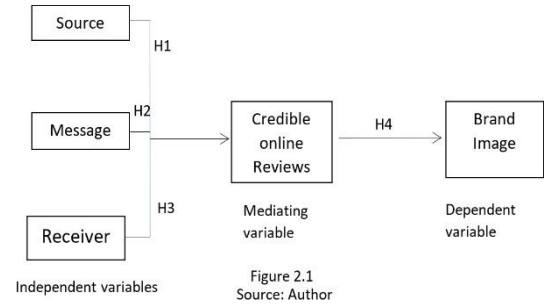 Source
H1
Message
H2
Receiver
H3
Independent variables
Credible
online
Reviews
Mediating
variable
H4
Brand
Image
Dependent
variable
Figure 2.1
Source: Author